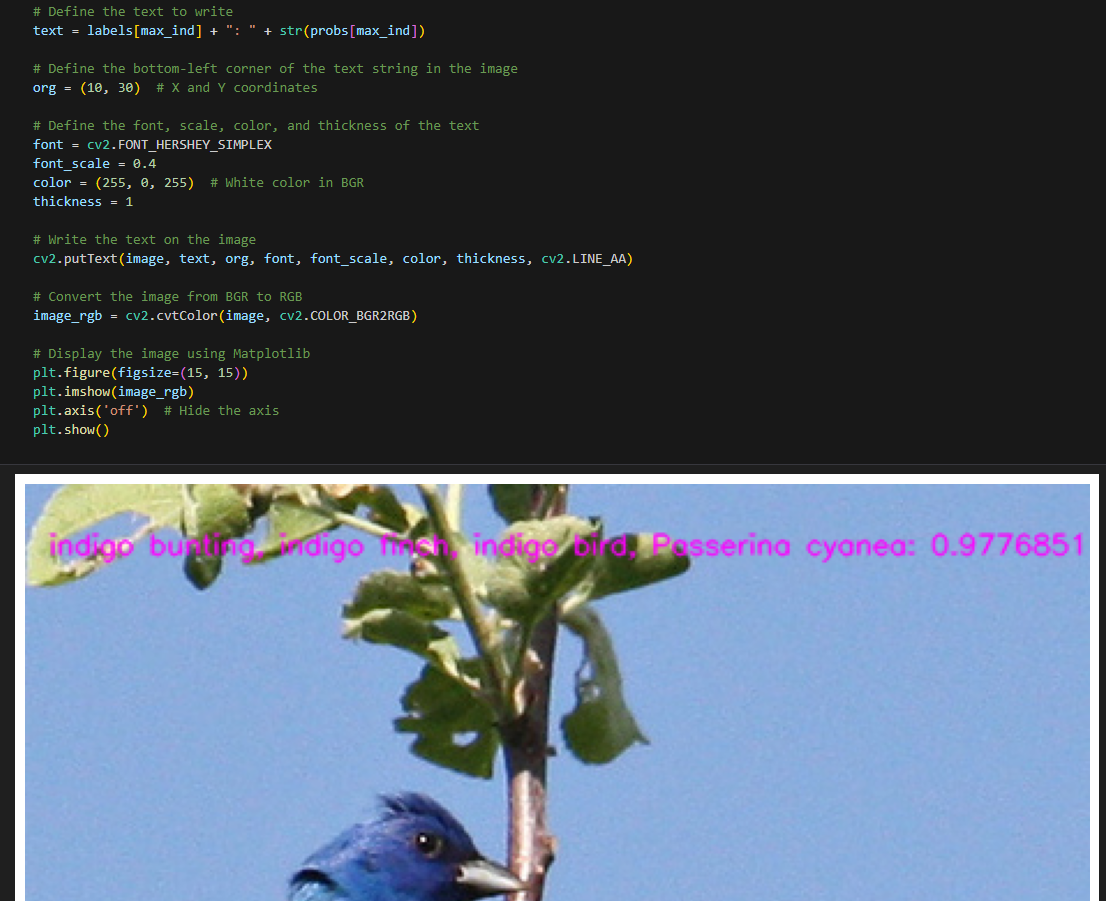 # Define the text to write
text = labels[max_ind] + ": " + str(probs[max_ind])
# Define the bottom-left corner of the text string in the image
org = (10, 30)  # X and Y coordinates
# Define the font, scale, color, and thickness of the text
font = cv2.FONT_HERSHEY_SIMPLEX
font_scale = 0.4
color = (255, 0, 255)  # White color in BGR
thickness = 1
# Write the text on the image
cv2.putText(image, text, org, font, font_scale, color, thickness, cv2.LINE_AA)
# Convert the image from BGR to RGB
image_rgb = cv2.cvtColor(image, cv2.COLOR_BGR2RGB)
# Display the image using Matplotlib
plt.figure(figsize=(15, 15))
plt.imshow(image_rgb)
plt.axis('off')  # Hide the axis
plt.show()
indigo bunting, indigo finch, indigo bird, Passerina cyanea: 0.9776851